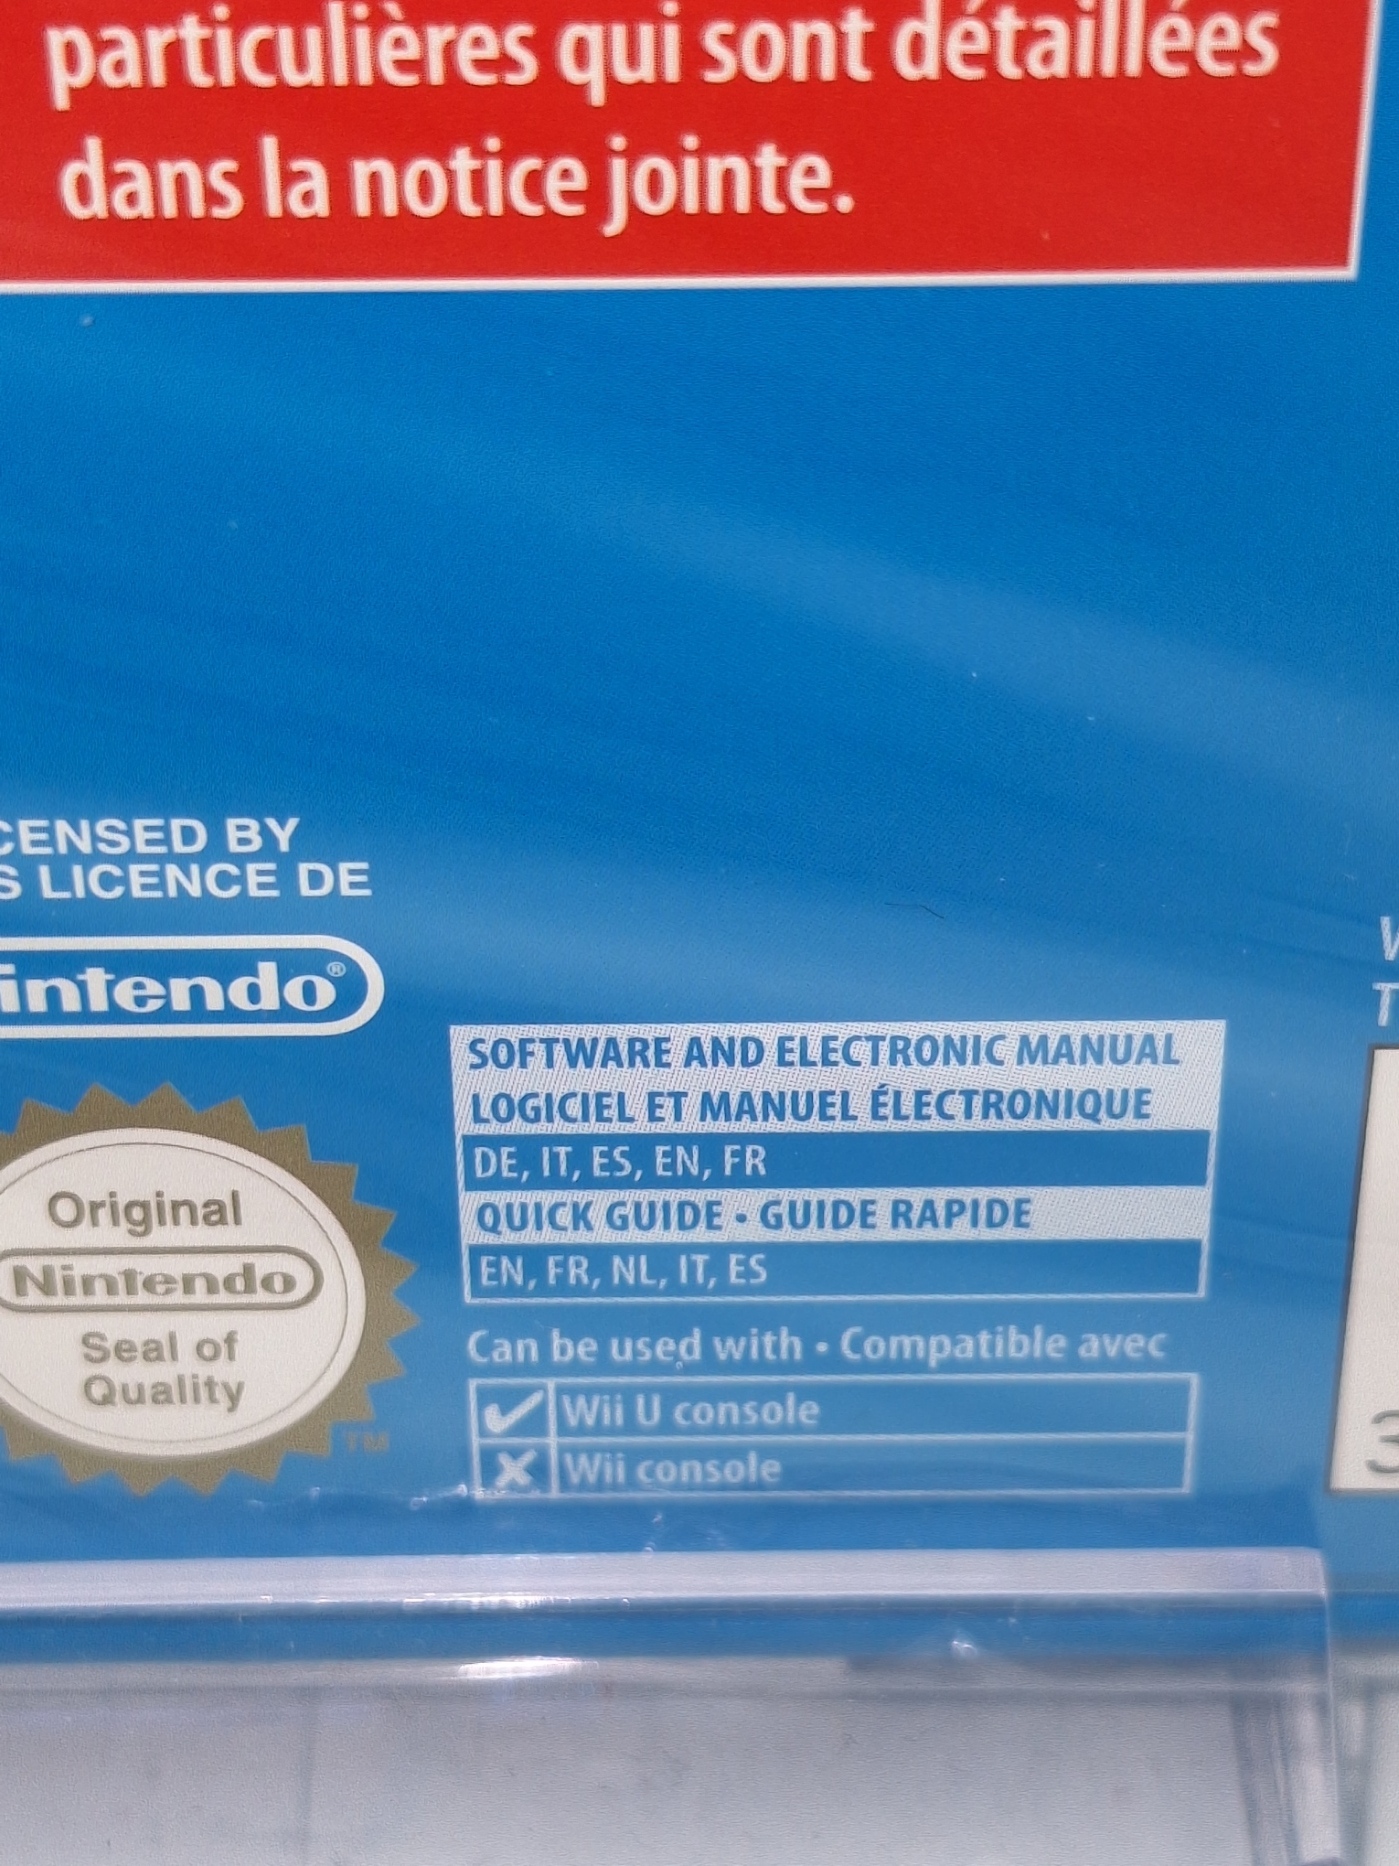 particulières qui sont détaillées
dans la notice jointe.
CENSED BY
S LICENCE DE
intendo®
SOFTWARE AND ELECTRONIC MANUAL
LOGICIEL ET MANUEL ÉLECTRONIQUE
DE, IT, ES, EN, FR
QUICK GUIDE • GUIDE RAPIDE
EN, FR, NL, IT, ES
Can be used with • Compatible avec
Wii U console
Wii console
Original
Nintendo
Seal of
Quality
TM
T
3